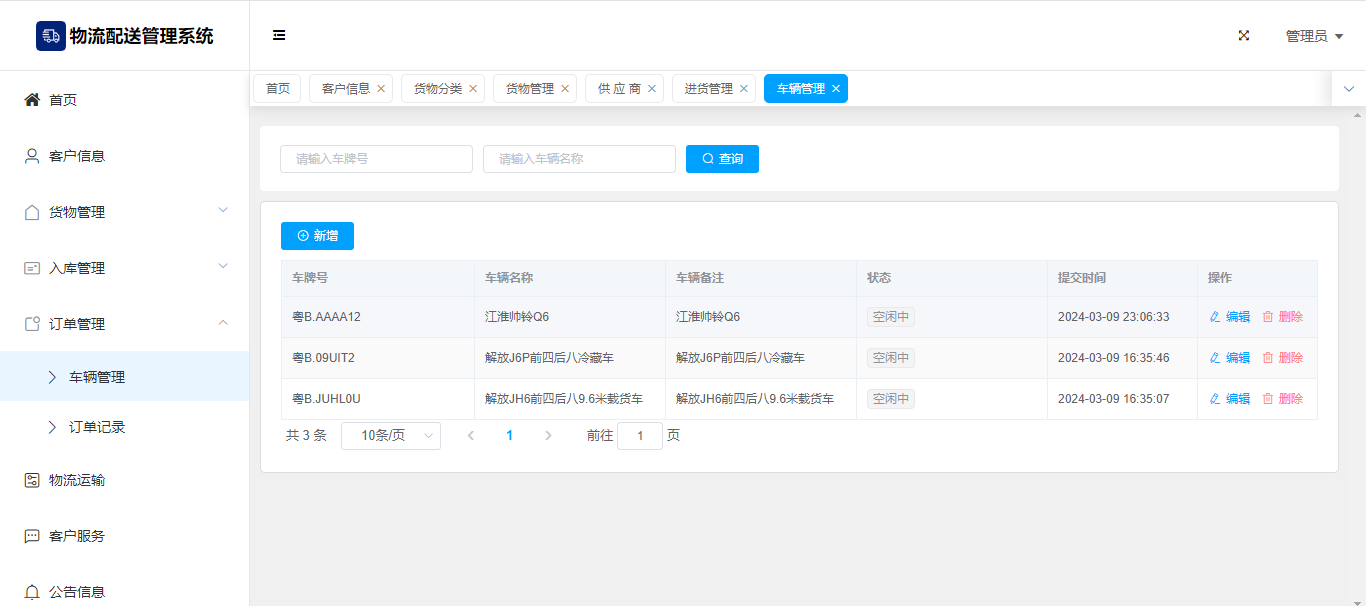 物流配送管理系统
管理员
首页
客户信息
货物管理
入库管理
订单管理
车辆管理
订单记录
物流运输
客户服务
公告信息
首页 客户信息 货物分类 货物管理 供 应 商 进货管理 车辆管理
请输入车牌号 请输入车辆名称 查询
新增
车牌号 车辆名称 车辆备注 状态 提交时间 操作
粤B.AAAA12 江淮帅铃Q6 江淮帅铃Q6 空闲中 2024-03-09 23:06:33 编辑 删除
粤B.09UIT2 解放J6P前四后八冷藏车 解放J6P前四后八冷藏车 空闲中 2024-03-09 16:35:46 编辑 删除
粤B.JUHL0U 解放JH6前四后八9.6米载货车 解放JH6前四后八9.6米载货车 空闲中 2024-03-09 16:35:07 编辑 删除
共 3 条 10条/页 1 前往 1 页